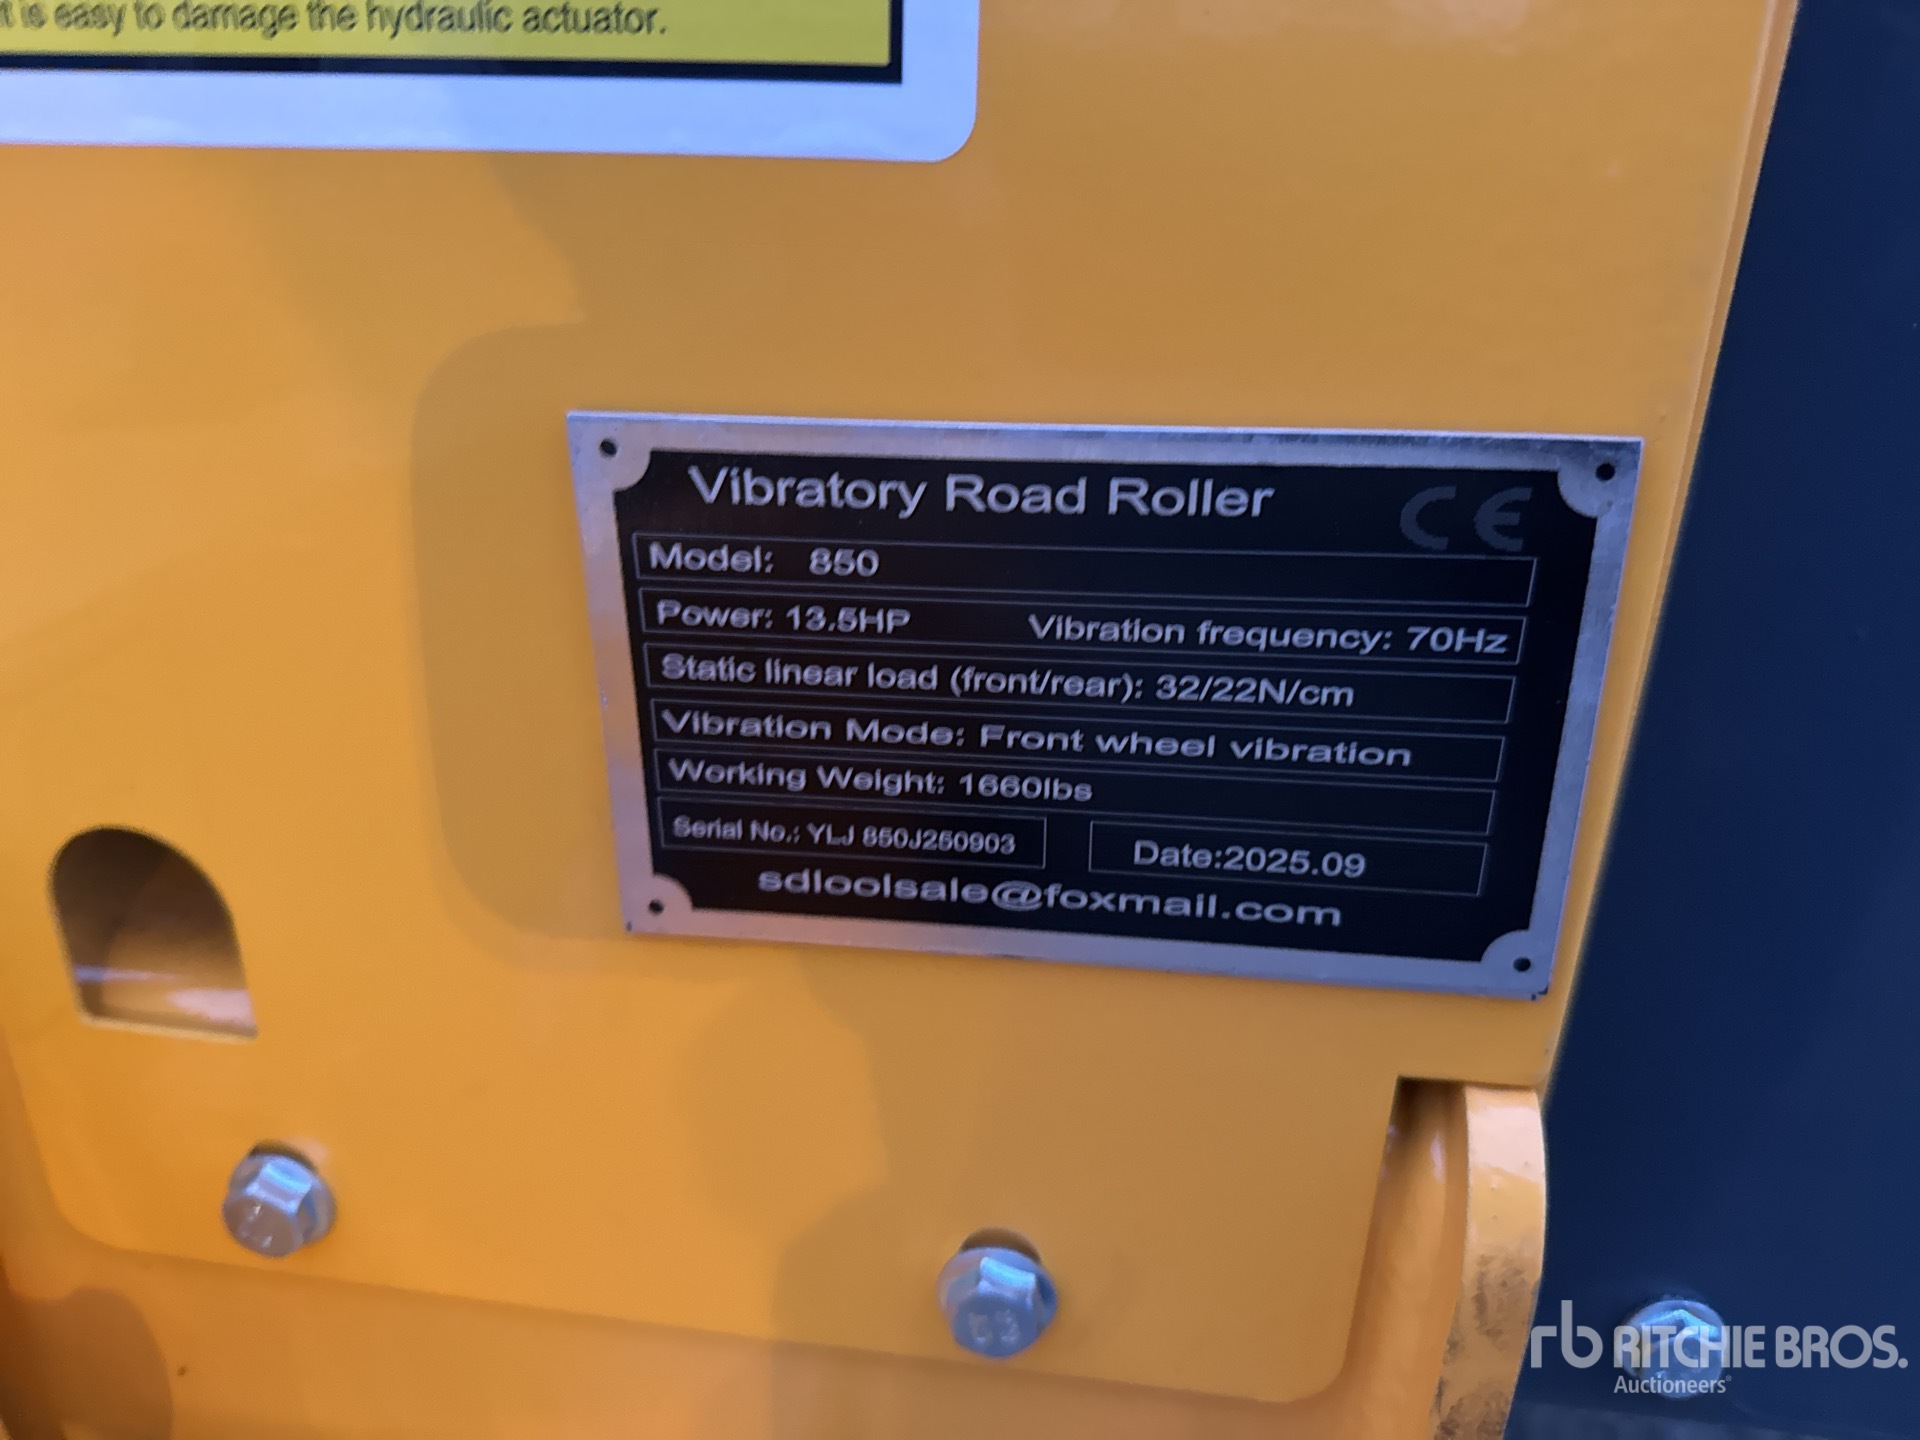 t is easy to damage the hydraulic actuator.
Vibratory Road Roller CE
Model: 850
Power: 13.5HP Vibration frequency: 70Hz
Static linear load (front/rear): 32/22N/cm
Vibration Mode: Front wheel vibration
Working Weight: 1660lbs
Serial No.: YLJ 850J250903 Date:2025.09
sdloolsale@foxmail.com
rb RITCHIE BROS.
Auctioneers